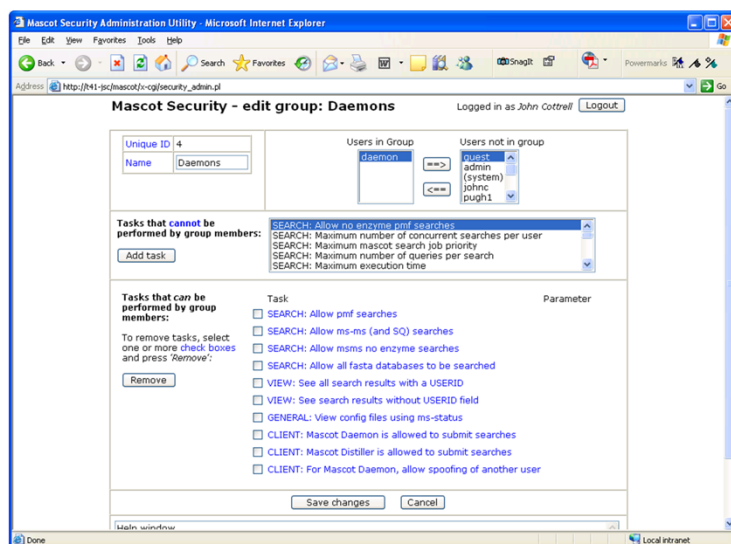 Mascot Security Administration Utility - Microsoft Internet Explorer
File Edit View Favorites Tools Help
Back Search Favorites SnagIt Powermarks
Address http://t41-jsc/mascot/x-cgi/security_admin.pl Go
Mascot Security - edit group: Daemons
Logged in as John Cottrell Logout
Unique ID 4
Name Daemons
Users in Group
daemon
==>
<==
Users not in group
guest
admin
(system)
johnc
pugh1
Tasks that cannot be
performed by group members:
Add task
SEARCH: Allow no enzyme pmf searches
SEARCH: Maximum number of concurrent searches per user
SEARCH: Maximum mascot search job priority
SEARCH: Maximum number of queries per search
SEARCH: Maximum execution time
Tasks that can be
performed by group
members:
To remove tasks, select
one or more check boxes
and press 'Remove':
Remove
Task Parameter
SEARCH: Allow pmf searches
SEARCH: Allow ms-ms (and SQ) searches
SEARCH: Allow msms no enzyme searches
SEARCH: Allow all fasta databases to be searched
VIEW: See all search results with a USERID
VIEW: See search results without USERID field
GENERAL: View config files using ms-status
CLIENT: Mascot Daemon is allowed to submit searches
CLIENT: Mascot Distiller is allowed to submit searches
CLIENT: For Mascot Daemon, allow spoofing of another user
Save changes Cancel
Help window
Done Local intranet